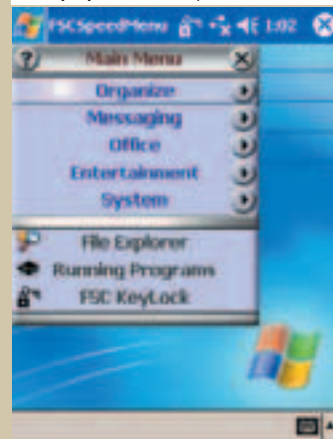 FSCSpeedMenu 1:02
Main Menu
Organize
Messaging
Office
Entertainment
System
File Explorer
Running Programs
FSC KeyLock